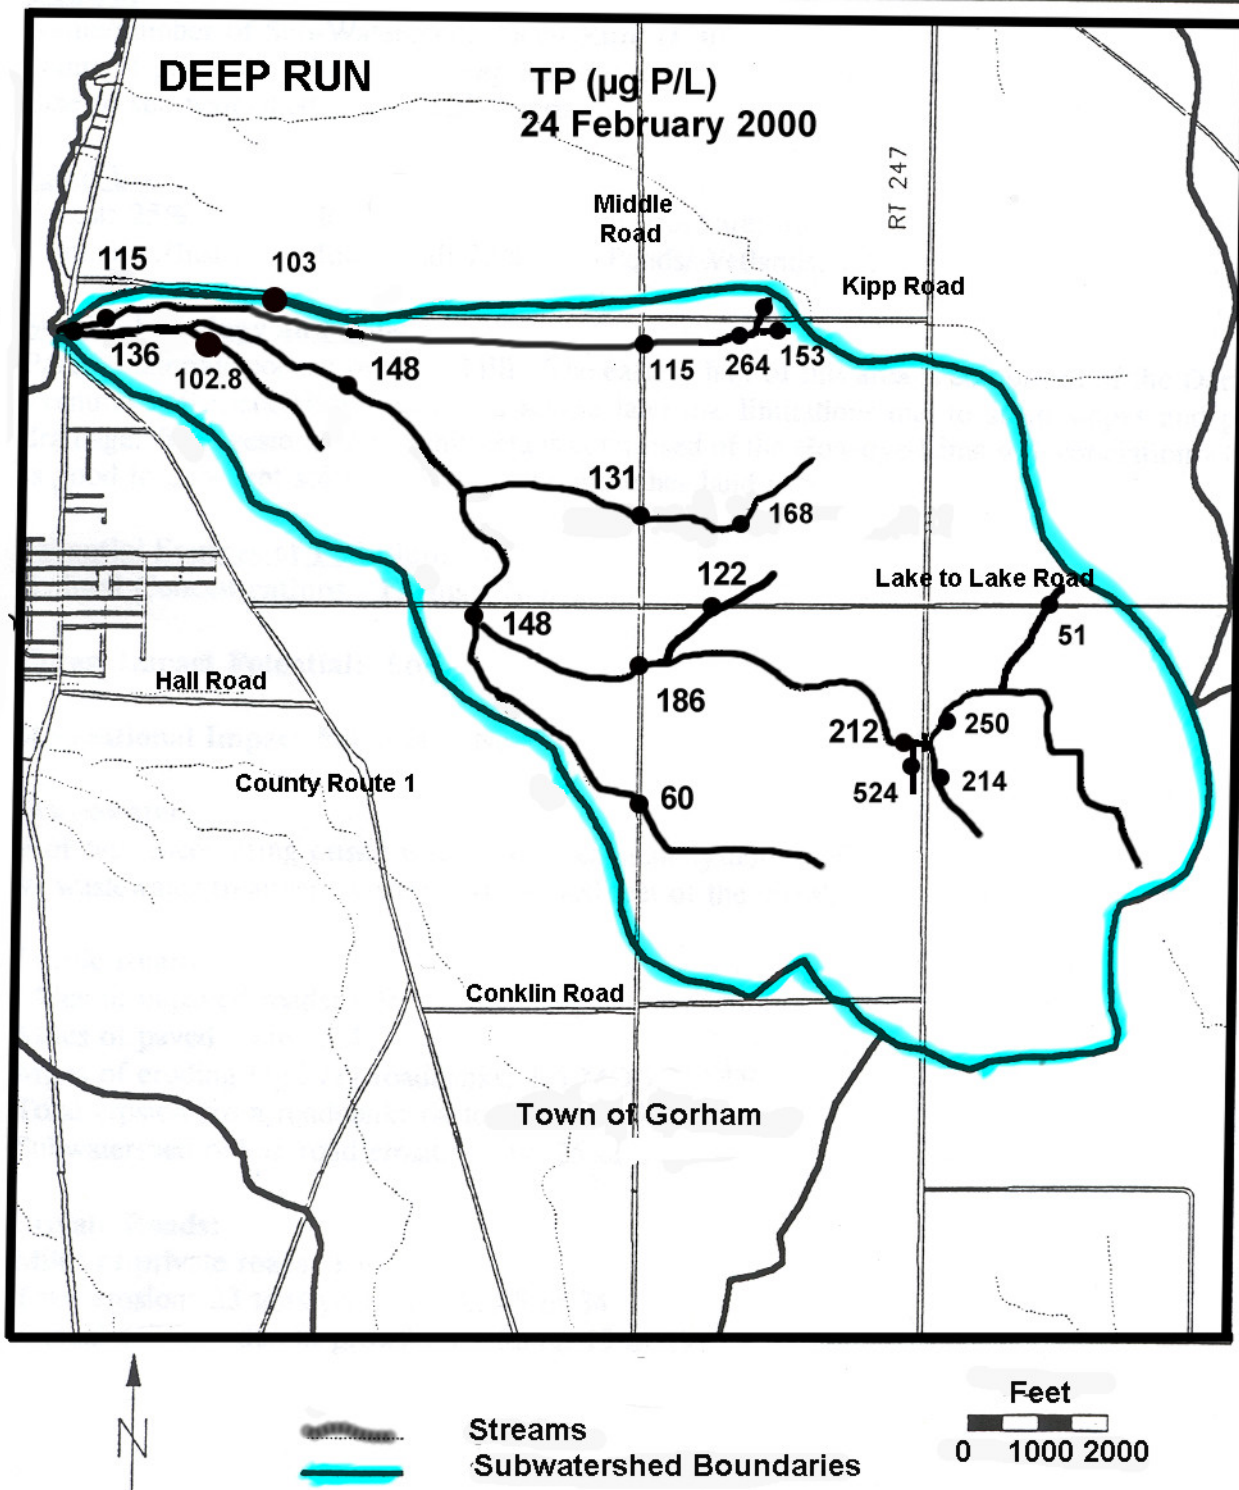 DEEP RUN
TP (µg P/L)
24 February 2000
RT 247
Middle
Road
115
103
Kipp Road
136
102.8
148
115
264
153
131
168
122
Lake to Lake Road
148
51
Hall Road
186
212
250
County Route 1
524
214
60
Conklin Road
Town of Gorham
N
Streams
Subwatershed Boundaries
Feet
0 1000 2000